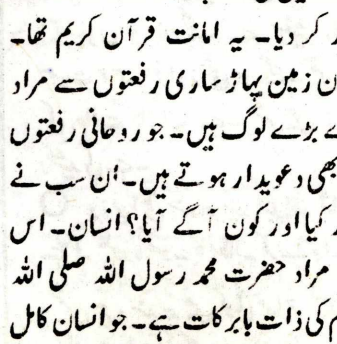 کر دیا۔ یہ امانت قرآن کریم تھا۔
زمین پہاڑ ساری رفعتوں سے مراد
بڑے لوگ ہیں۔ جو روحانی رفعتوں
بھی دعویدار ہوتے ہیں۔ ان سب نے
کیا اور کون آگے آیا؟ انسان۔ اس
مراد حضرت محمد رسول اللہ صلی اللہ
کی ذات بابرکات ہے۔ جو انسان کامل